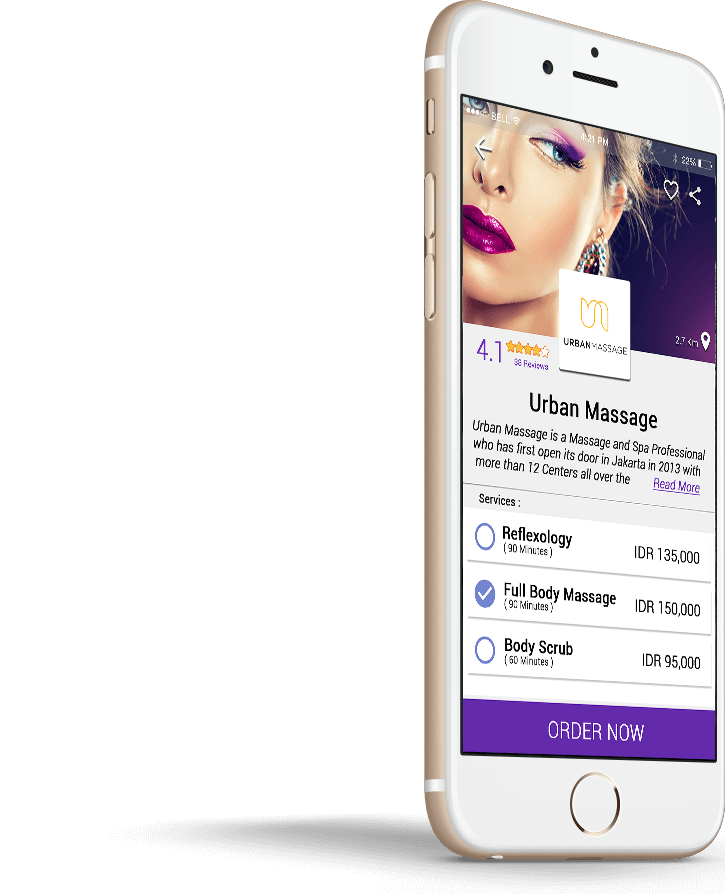 BELL
4:21 PM
22%
2.7 Km
URBANMASSAGE
4.1
38 Reviews
Urban Massage
Urban Massage is a Massage and Spa Professional
who has first open its door in Jakarta in 2013 with
more than 12 Centers all over the Read More
Services :
Reflexology
( 90 Minutes )
IDR 135,000
Full Body Massage
( 90 Minutes )
IDR 150,000
Body Scrub
( 60 Minutes )
IDR 95,000
ORDER NOW